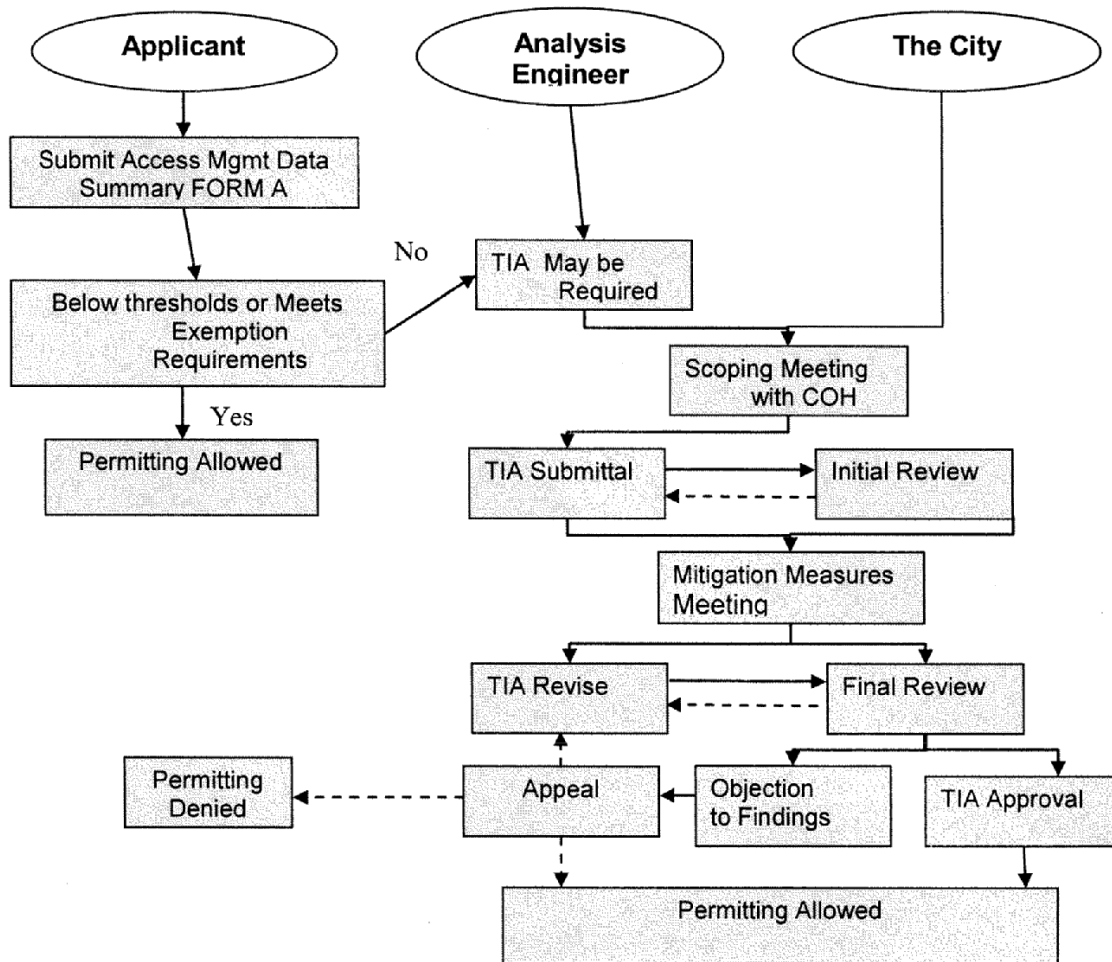 Applicant
Analysis
Engineer
The City
Submit Access Mgmt Data
Summary FORM A
No
TIA May be
Required
Below thresholds or Meets
Exemption
Requirements
Scoping Meeting
with COH
Yes
Permitting Allowed
TIA Submittal
Initial Review
Mitigation Measures
Meeting
TIA Revise
Final Review
Permitting
Denied
Appeal
Objection
to Findings
TIA Approval
Permitting Allowed